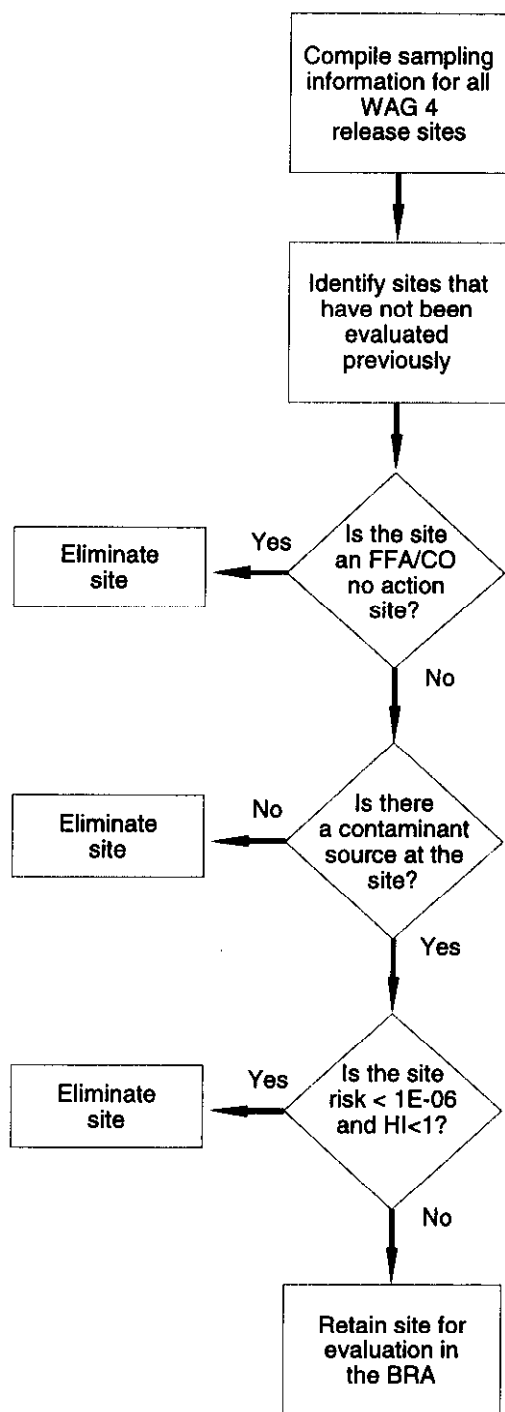 Compile sampling
information for all
WAG 4
release sites
Identify sites that
have not been
evaluated
previously
Is the site
an FFA/CO
no action
site?
Yes
Eliminate
site
No
Is there
a contaminant
source at the
site?
No
Eliminate
site
Yes
Is the site
risk < 1E-06
and HI<1?
Yes
Eliminate
site
No
Retain site for
evaluation in
the BRA